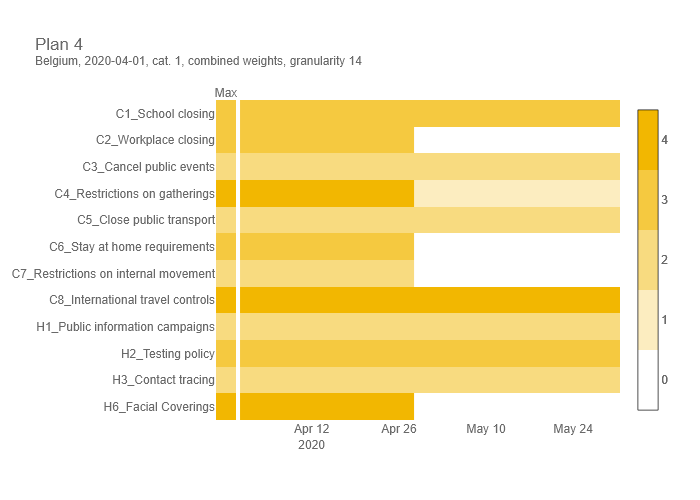 Plan 4
Belgium, 2020-04-01, cat. 1, combined weights, granularity 14
Max
C1_School closing
C2_Workplace closing
C3_Cancel public events
C4_Restrictions on gatherings
C5_Close public transport
C6_Stay at home requirements
C7_Restrictions on internal movement
C8_International travel controls
H1_Public information campaigns
H2_Testing policy
H3_Contact tracing
H6_Facial Coverings
Apr 12 Apr 26 May 10 May 24
2020
4
3
2
1
0